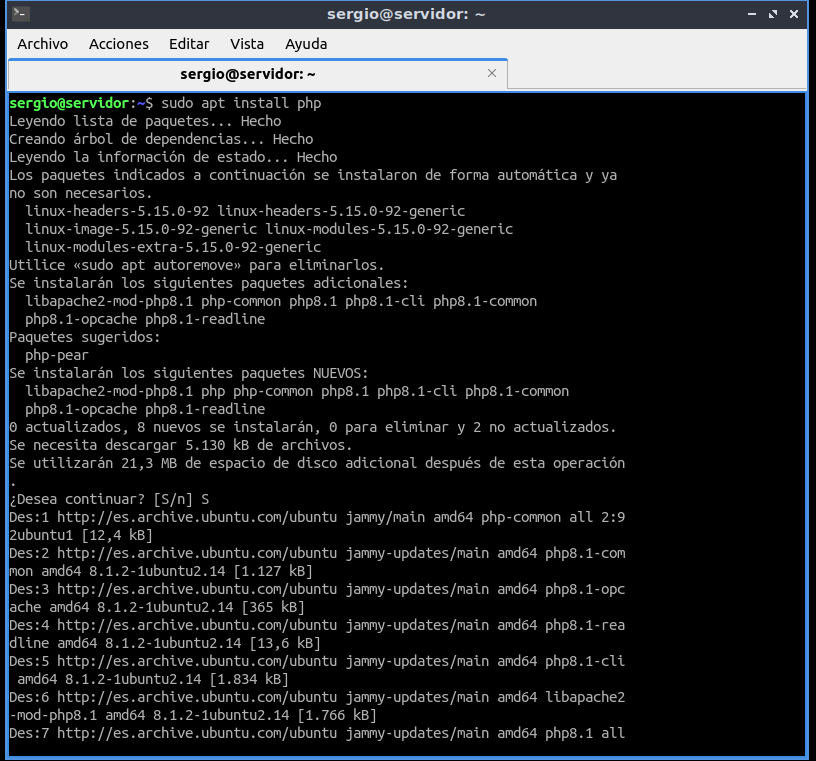 sergio@servidor: ~
Archivo Acciones Editar Vista Ayuda
sergio@servidor: ~
sergio@servidor:~$ sudo apt install php
Leyendo lista de paquetes... Hecho
Creando árbol de dependencias... Hecho
Leyendo la información de estado... Hecho
Los paquetes indicados a continuación se instalaron de forma automática y ya
no son necesarios.
  linux-headers-5.15.0-92 linux-headers-5.15.0-92-generic
  linux-image-5.15.0-92-generic linux-modules-5.15.0-92-generic
  linux-modules-extra-5.15.0-92-generic
Utilice «sudo apt autoremove» para eliminarlos.
Se instalarán los siguientes paquetes adicionales:
  libapache2-mod-php8.1 php-common php8.1 php8.1-cli php8.1-common
  php8.1-opcache php8.1-readline
Paquetes sugeridos:
  php-pear
Se instalarán los siguientes paquetes NUEVOS:
  libapache2-mod-php8.1 php php-common php8.1 php8.1-cli php8.1-common
  php8.1-opcache php8.1-readline
0 actualizados, 8 nuevos se instalarán, 0 para eliminar y 2 no actualizados.
Se necesita descargar 5.130 kB de archivos.
Se utilizarán 21,3 MB de espacio de disco adicional después de esta operación
.
¿Desea continuar? [S/n] S
Des:1 http://es.archive.ubuntu.com/ubuntu jammy/main amd64 php-common all 2:9
2ubuntu1 [12,4 kB]
Des:2 http://es.archive.ubuntu.com/ubuntu jammy-updates/main amd64 php8.1-com
mon amd64 8.1.2-1ubuntu2.14 [1.127 kB]
Des:3 http://es.archive.ubuntu.com/ubuntu jammy-updates/main amd64 php8.1-opc
ache amd64 8.1.2-1ubuntu2.14 [365 kB]
Des:4 http://es.archive.ubuntu.com/ubuntu jammy-updates/main amd64 php8.1-rea
dline amd64 8.1.2-1ubuntu2.14 [13,6 kB]
Des:5 http://es.archive.ubuntu.com/ubuntu jammy-updates/main amd64 php8.1-cli
 amd64 8.1.2-1ubuntu2.14 [1.834 kB]
Des:6 http://es.archive.ubuntu.com/ubuntu jammy-updates/main amd64 libapache2
-mod-php8.1 amd64 8.1.2-1ubuntu2.14 [1.766 kB]
Des:7 http://es.archive.ubuntu.com/ubuntu jammy-updates/main amd64 php8.1 all